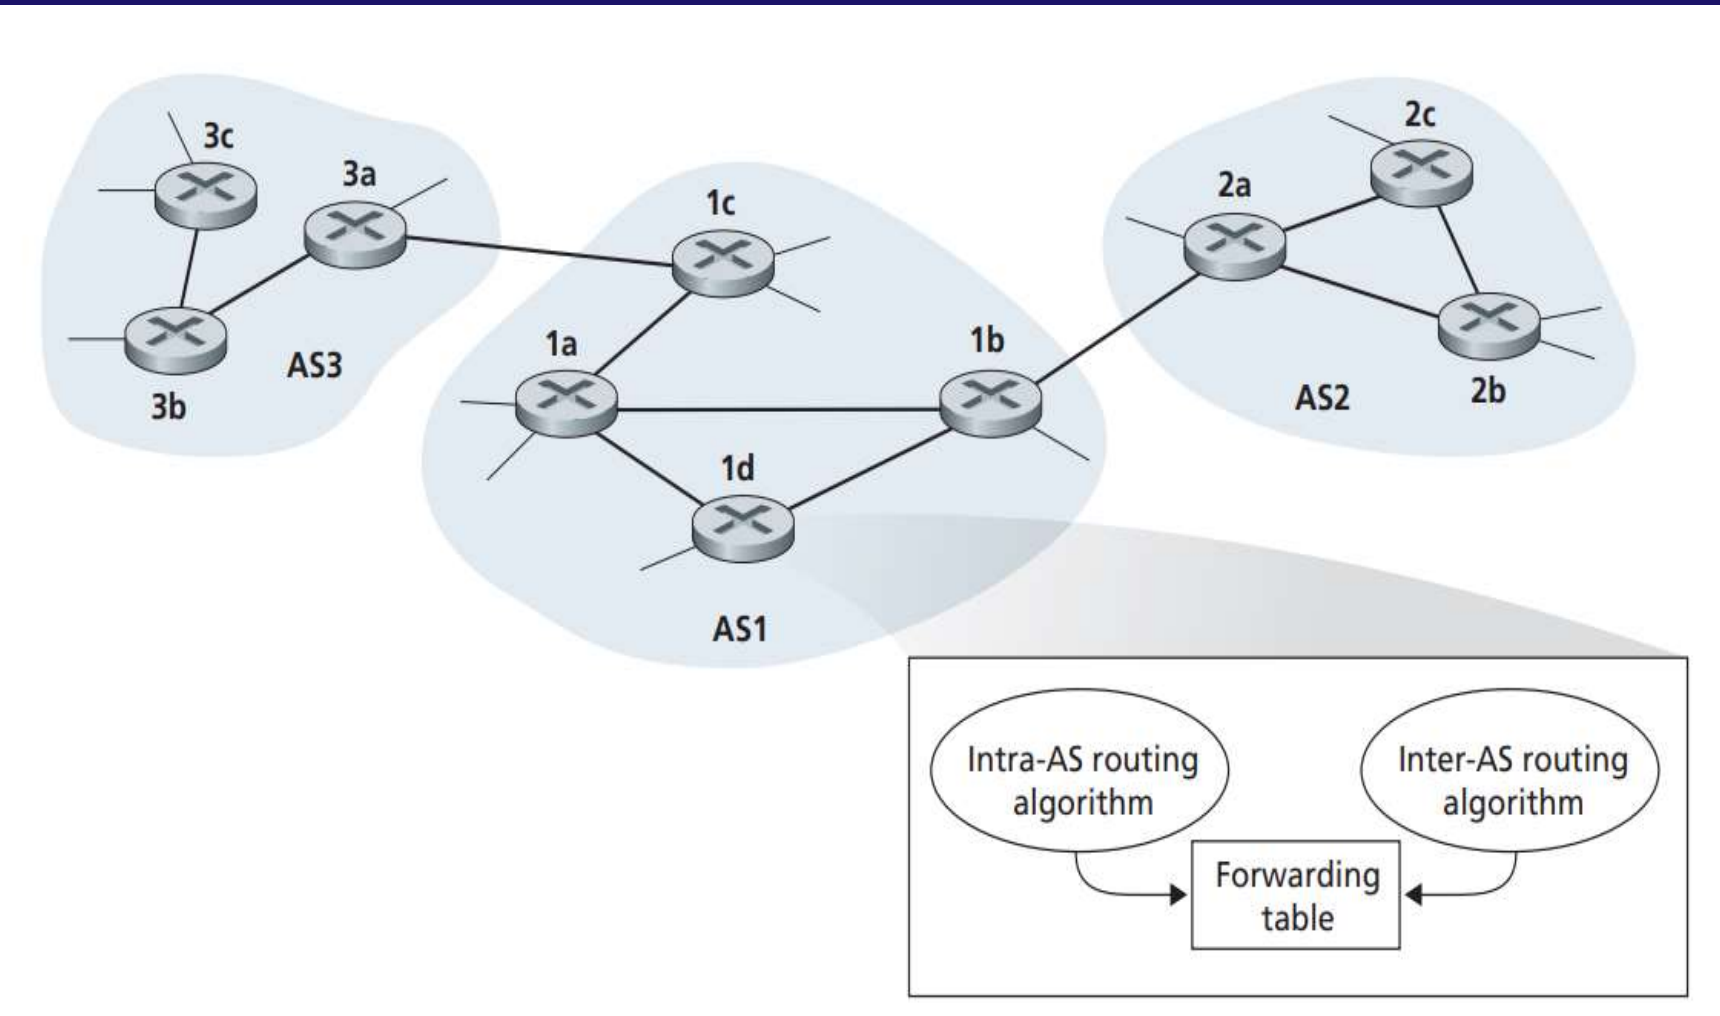 3c
3a
3b
AS3
1c
1a
1b
1d
AS1
2c
2a
2b
AS2
Intra-AS routing
algorithm
Inter-AS routing
algorithm
Forwarding
table